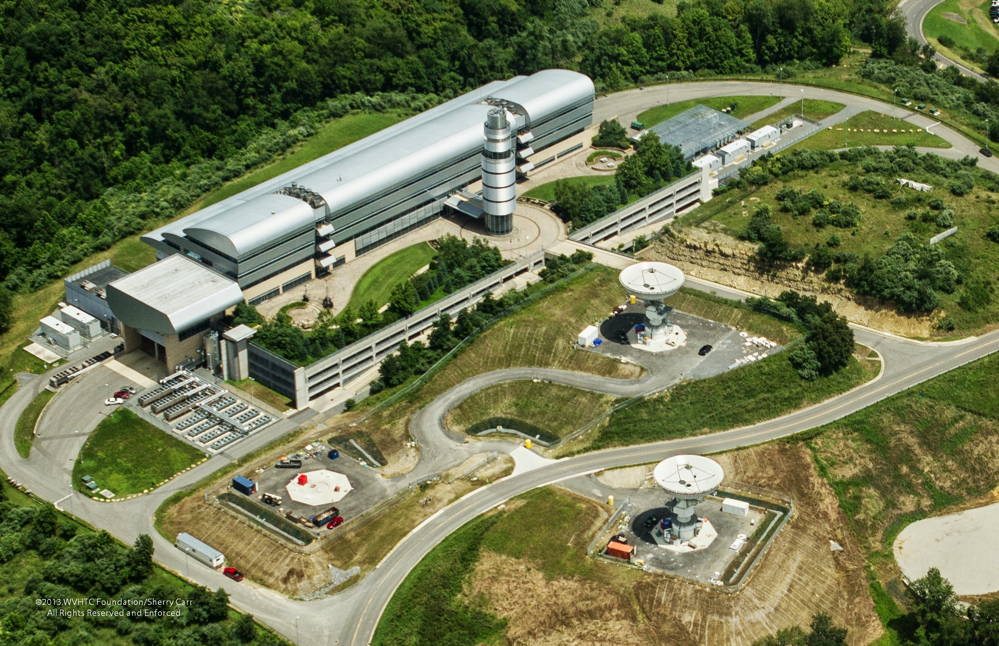 ©2013 WVHTC Foundation/Sherry Carr
All Rights Reserved and Enforced